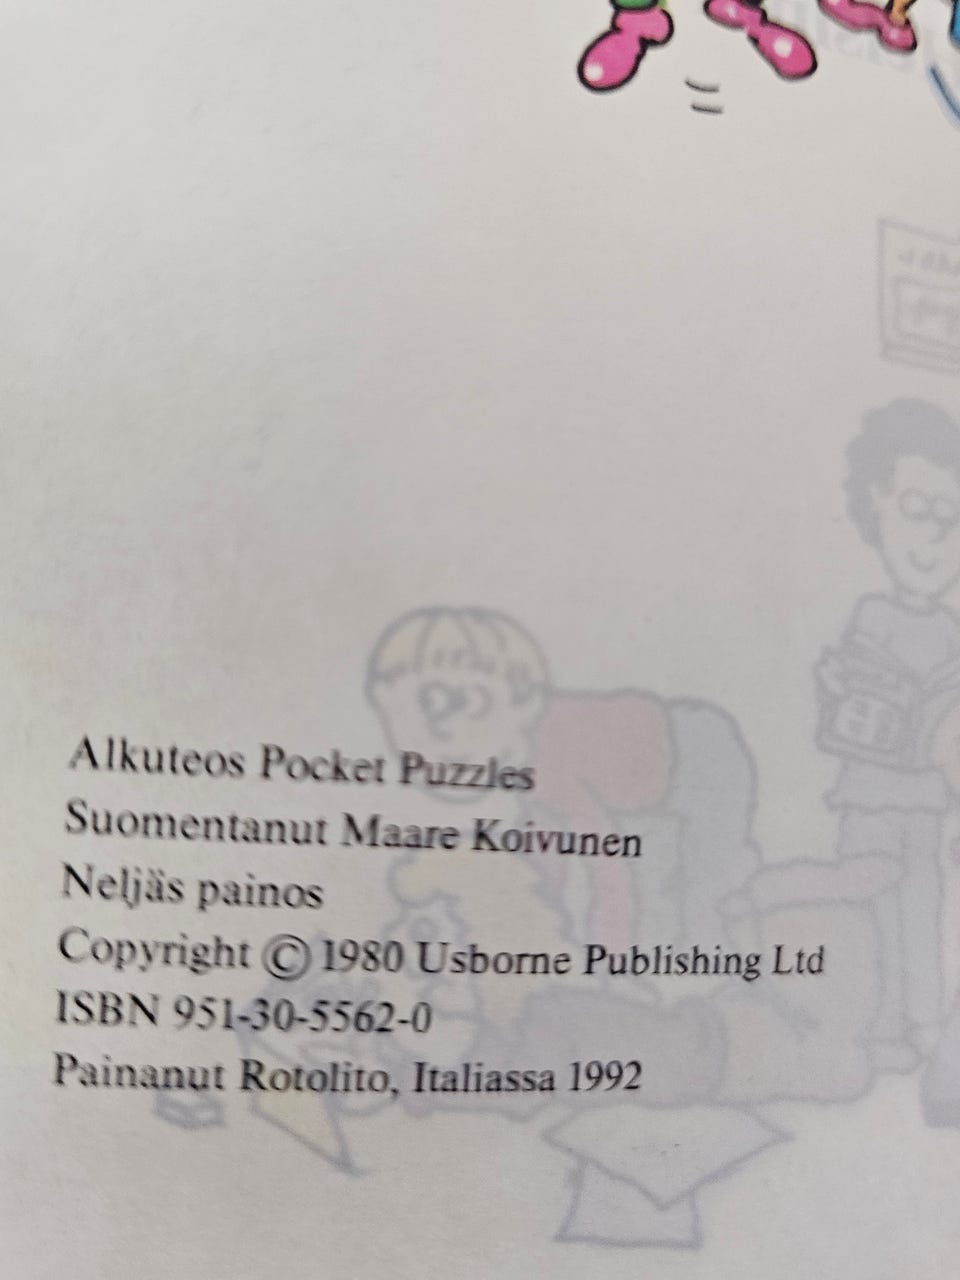 Alkuteos Pocket Puzzles
Suomentanut Maare Koivunen
Neljäs painos
Copyright © 1980 Usborne Publishing Ltd
ISBN 951-30-5562-0
Painanut Rotolito, Italiassa 1992